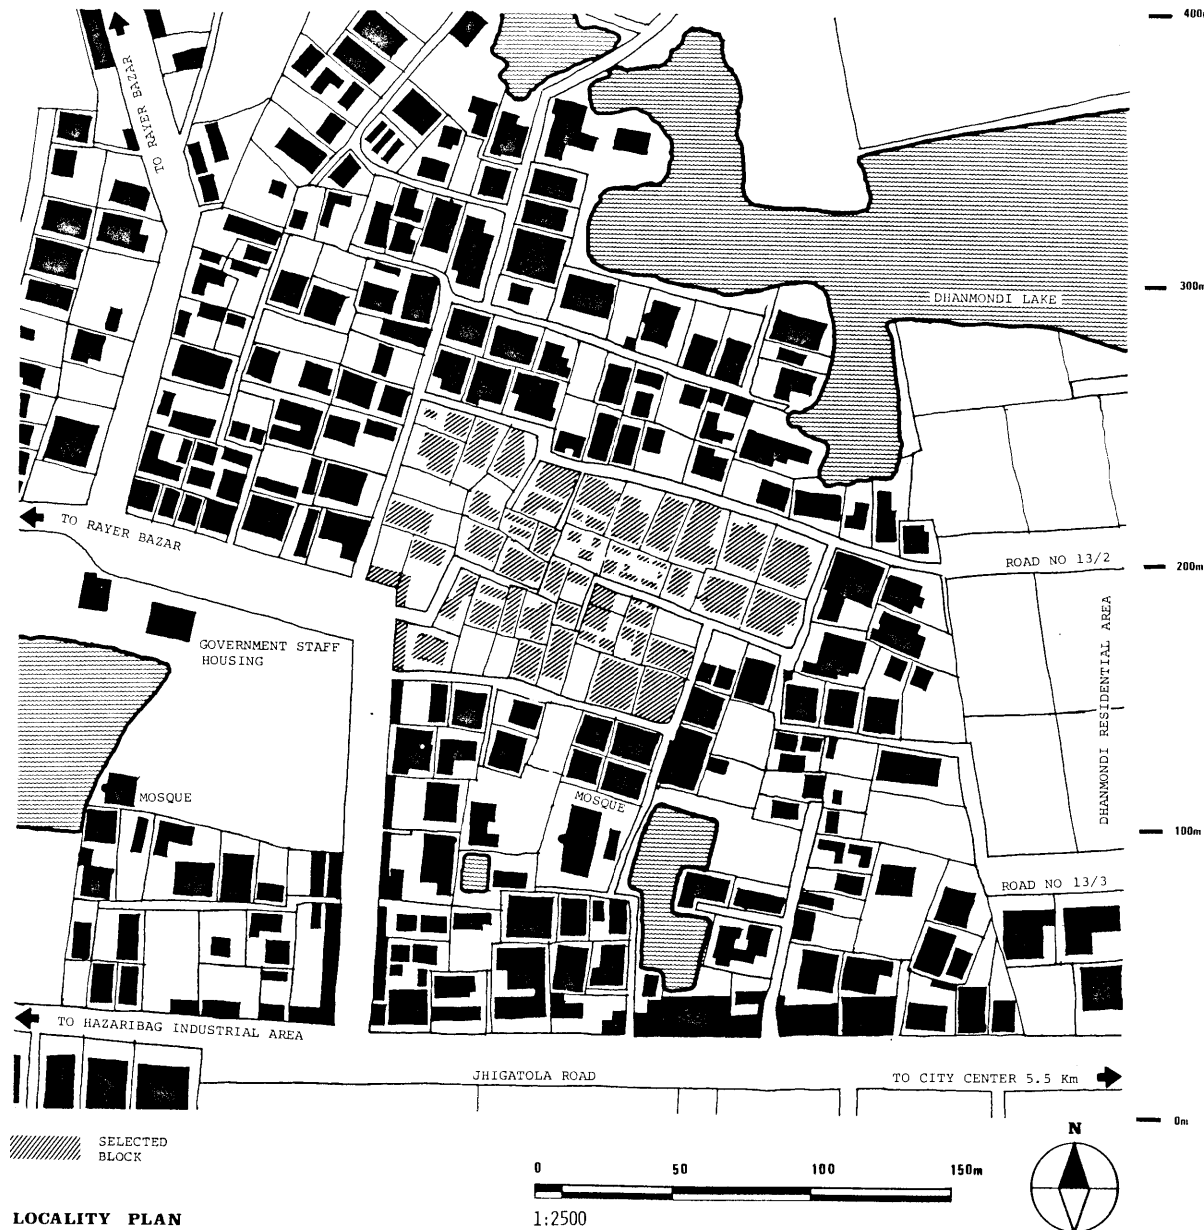 400m
TO RAYER BAZAR
DHANMONDI LAKE
300m
TO RAYER BAZAR
ROAD NO 13/2
200m
GOVERNMENT STAFF
HOUSING
DHANMONDI RESIDENTIAL AREA
MOSQUE
MOSQUE
100m
ROAD NO 13/3
TO HAZARIBAG INDUSTRIAL AREA
JHIGATOLA ROAD
TO CITY CENTER 5.5 Km
0m
SELECTED
BLOCK
N
0 50 100 150m
LOCALITY PLAN
1:2500